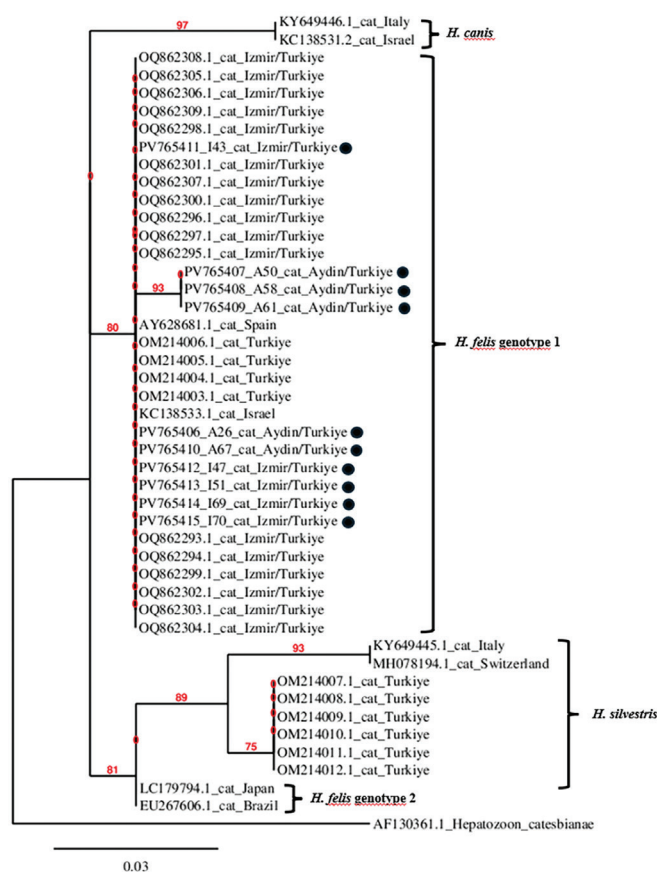 97
KY649446.1_cat_Italy
KC138531.2_cat_Israel
H. canis
OQ862308.1_cat_Izmir/Turkiye
OQ862305.1_cat_Izmir/Turkiye
OQ862306.1_cat_Izmir/Turkiye
OQ862309.1_cat_Izmir/Turkiye
OQ862298.1_cat_Izmir/Turkiye
PV765411_I43_cat_Izmir/Turkiye
OQ862301.1_cat_Izmir/Turkiye
OQ862307.1_cat_Izmir/Turkiye
OQ862300.1_cat_Izmir/Turkiye
OQ862296.1_cat_Izmir/Turkiye
OQ862297.1_cat_Izmir/Turkiye
OQ862295.1_cat_Izmir/Turkiye
PV765407_A50_cat_Aydin/Turkiye
93
PV765408_A58_cat_Aydin/Turkiye
PV765409_A61_cat_Aydin/Turkiye
80
AY628681.1_cat_Spain
OM214006.1_cat_Turkiye
H. felis genotype 1
OM214005.1_cat_Turkiye
OM214004.1_cat_Turkiye
OM214003.1_cat_Turkiye
KC138533.1_cat_Israel
PV765406_A26_cat_Aydin/Turkiye
PV765410_A67_cat_Aydin/Turkiye
PV765412_I47_cat_Izmir/Turkiye
PV765413_I51_cat_Izmir/Turkiye
PV765414_I69_cat_Izmir/Turkiye
PV765415_I70_cat_Izmir/Turkiye
OQ862293.1_cat_Izmir/Turkiye
OQ862294.1_cat_Izmir/Turkiye
OQ862299.1_cat_Izmir/Turkiye
OQ862302.1_cat_Izmir/Turkiye
OQ862303.1_cat_Izmir/Turkiye
OQ862304.1_cat_Izmir/Turkiye
93
KY649445.1_cat_Italy
MH078194.1_cat_Switzerland
89
OM214007.1_cat_Turkiye
OM214008.1_cat_Turkiye
OM214009.1_cat_Turkiye
H. silvestris
OM214010.1_cat_Turkiye
75
OM214011.1_cat_Turkiye
OM214012.1_cat_Turkiye
81
LC179794.1_cat_Japan
EU267606.1_cat_Brazil
H. felis genotype 2
AF130361.1_Hepatozoon_catesbianae
0.03